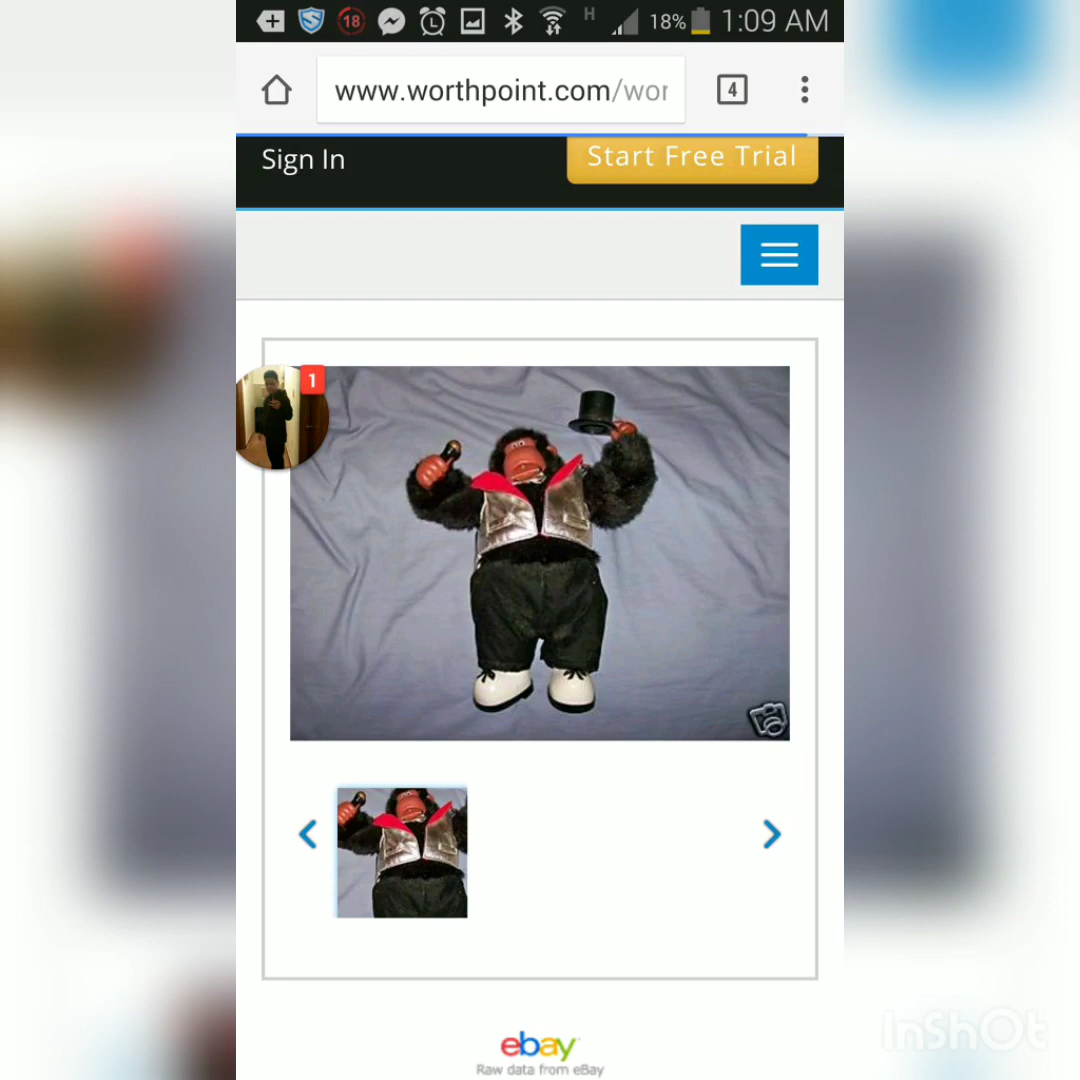 18 H 18% 1:09 AM
www.worthpoint.com/wor 4
Sign In Start Free Trial
1
ebay
Raw data from eBay
InShOt